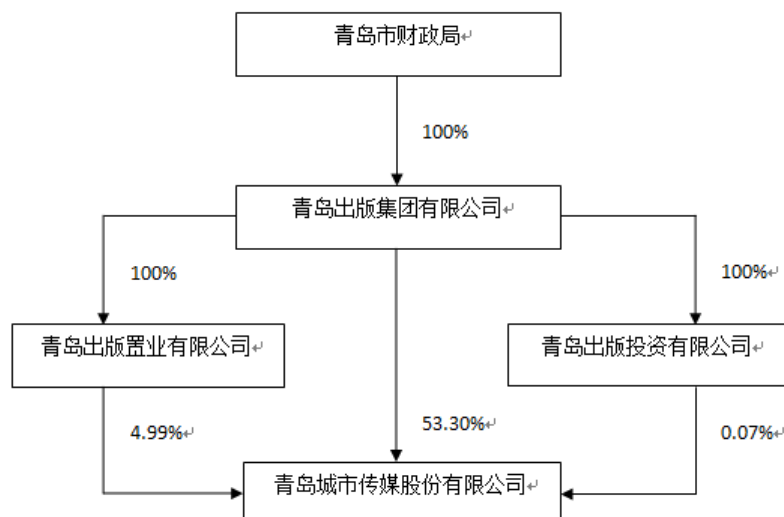 青岛市财政局
100%
青岛出版集团有限公司
100%
100%
青岛出版置业有限公司
青岛出版投资有限公司
4.99%
53.30%
0.07%
青岛城市传媒股份有限公司